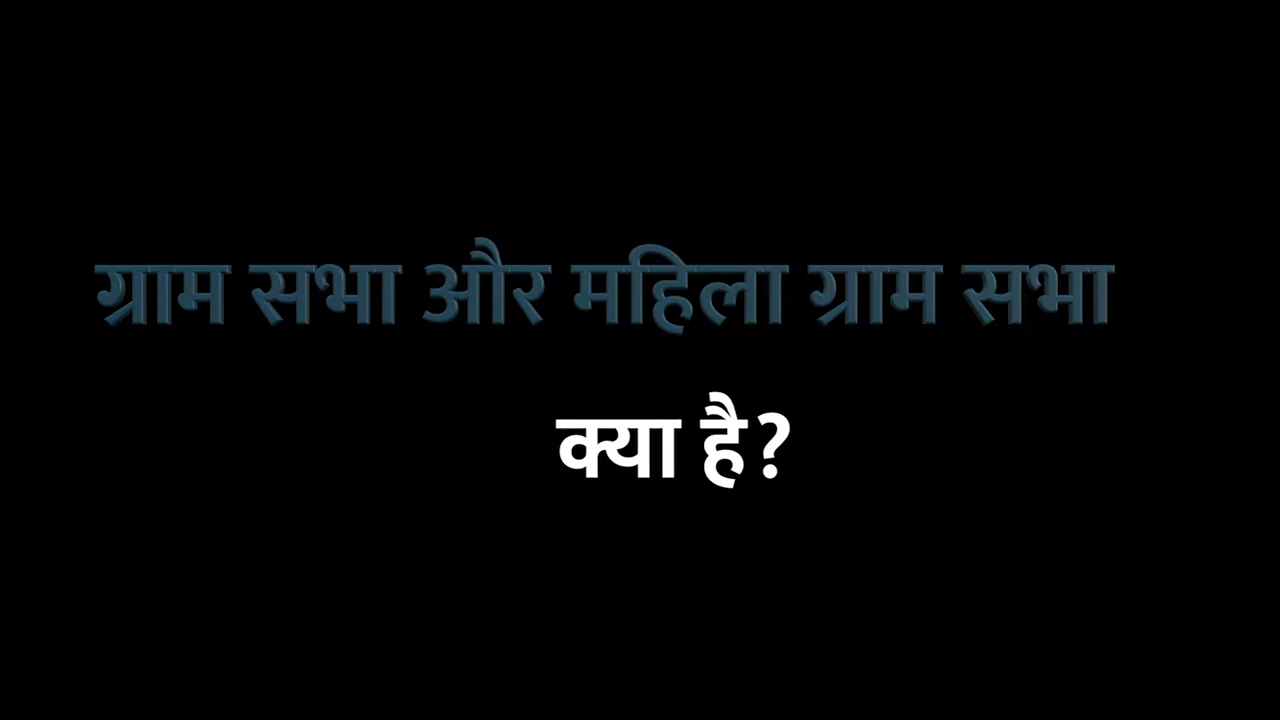 ग्राम सभा और महिला ग्राम सभा
क्या है?